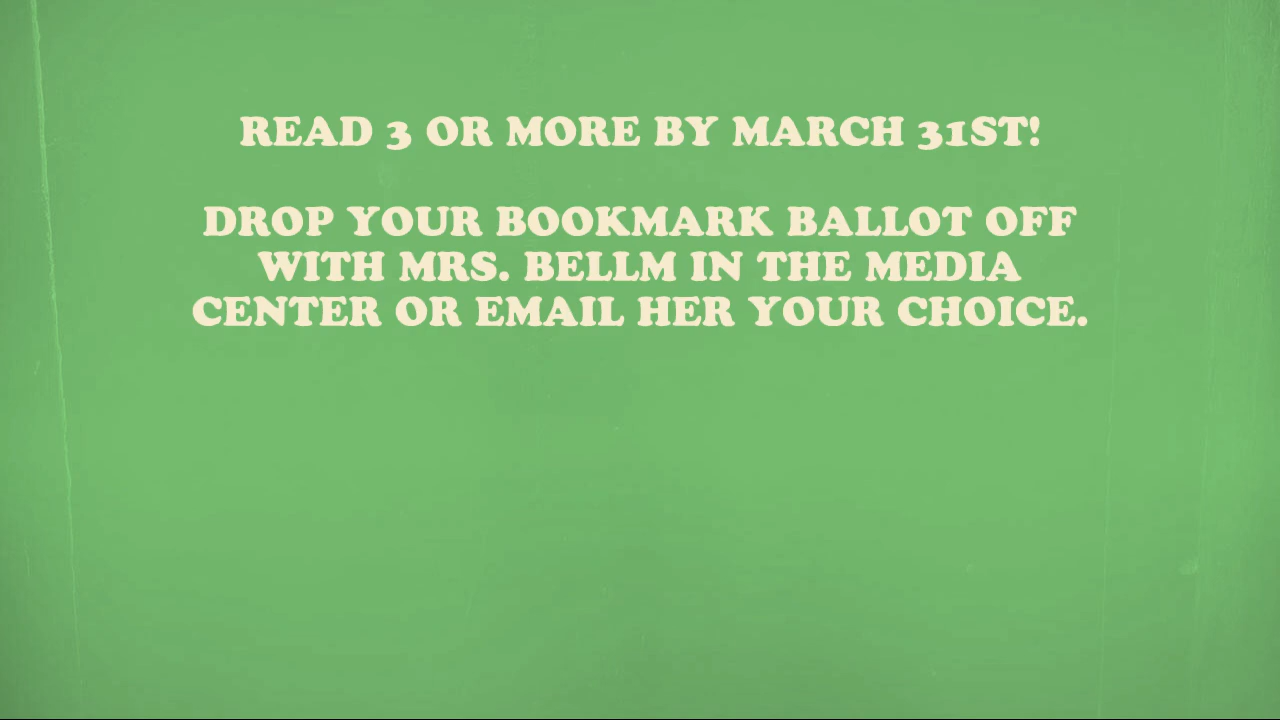 READ 3 OR MORE BY MARCH 31ST!
DROP YOUR BOOKMARK BALLOT OFF
WITH MRS. BELLM IN THE MEDIA
CENTER OR EMAIL HER YOUR CHOICE.